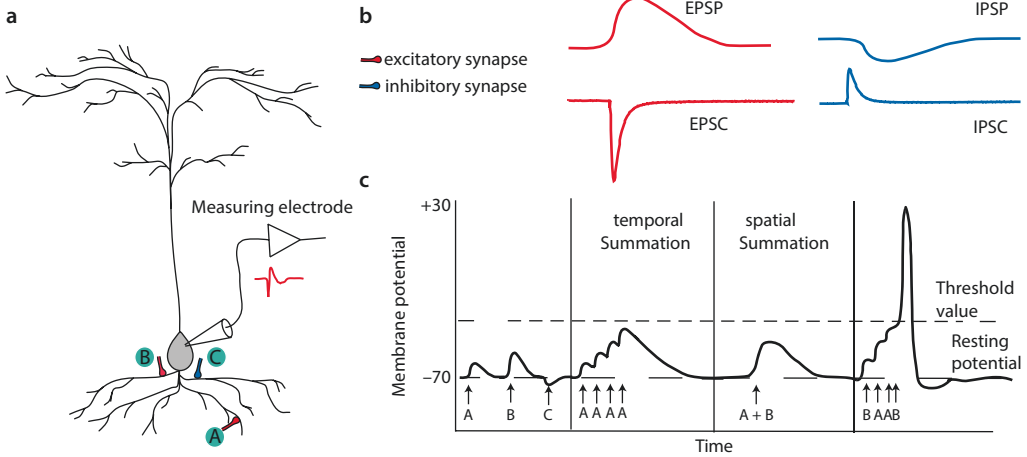 a
Measuring electrode
B
C
A
b
excitatory synapse
inhibitory synapse
EPSP
EPSC
IPSP
IPSC
c
Membrane potential
+30
–70
temporal
Summation
spatial
Summation
Threshold
value
Resting
potential
A B C A A A A A + B B A A B
Time